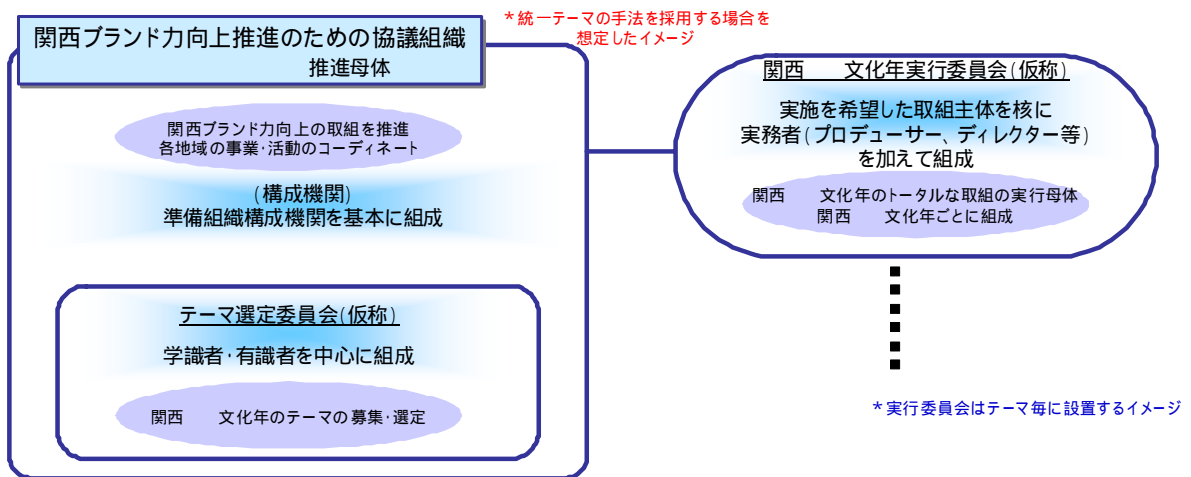 関西ブランド力向上推進のための協議組織
推進母体
*統一テーマの手法を採用する場合を
想定したイメージ
関西ブランド力向上の取組を推進
各地域の事業・活動のコーディネート
(構成機関)
準備組織構成機関を基本に組成
テーマ選定委員会(仮称)
学識者・有識者を中心に組成
関西　　文化年のテーマの募集・選定
関西　　文化年実行委員会(仮称)
実施を希望した取組主体を核に
実務者(プロデューサー、ディレクター等)
を加えて組成
関西　　文化年のトータルな取組の実行母体
関西　　文化年ごとに組成
*実行委員会はテーマ毎に設置するイメージ